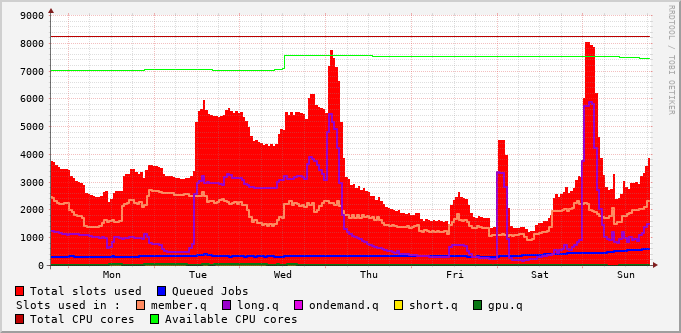 9000
8000
7000
6000
5000
4000
3000
2000
1000
0
Mon Tue Wed Thu Fri Sat Sun
Total slots used Queued Jobs
Slots used in : member.q long.q ondemand.q short.q gpu.q
Total CPU cores Available CPU cores
RRDTOOL / TOBI OETIKER